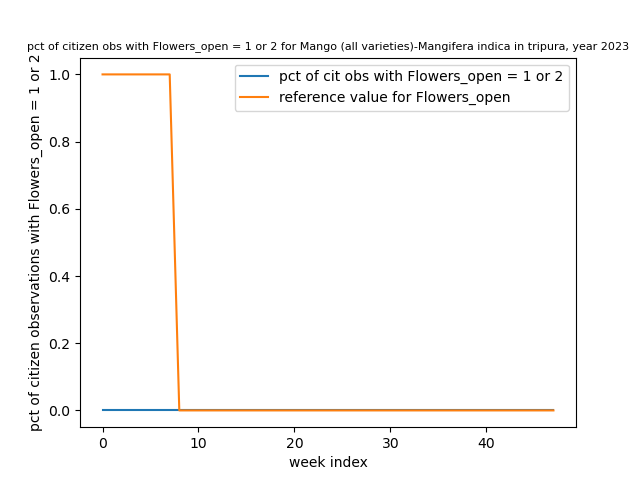 pct of citizen obs with Flowers_open = 1 or 2 for Mango (all varieties)-Mangifera indica in tripura, year 2023
pct of citizen observations with Flowers_open = 1 or 2
1.0
0.8
0.6
0.4
0.2
0.0
pct of cit obs with Flowers_open = 1 or 2
reference value for Flowers_open
0 10 20 30 40
week index